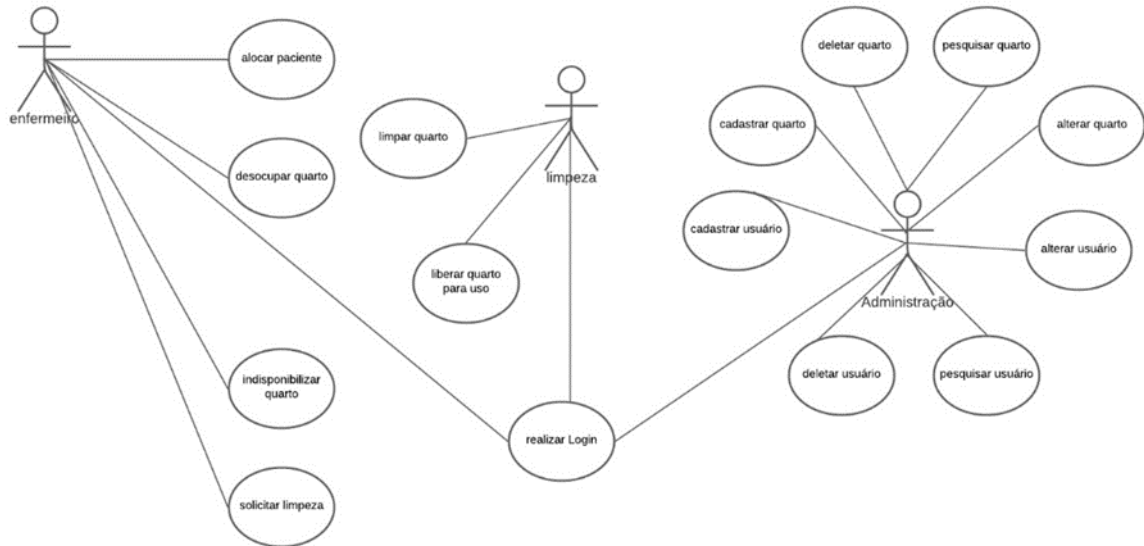 enfermeiro
alocar paciente
desocupar quarto
indisponibilizar
quarto
solicitar limpeza
limpar quarto
limpeza
liberar quarto
para uso
realizar Login
deletar quarto
pesquisar quarto
cadastrar quarto
alterar quarto
cadastrar usuário
alterar usuário
Administração
deletar usuário
pesquisar usuário